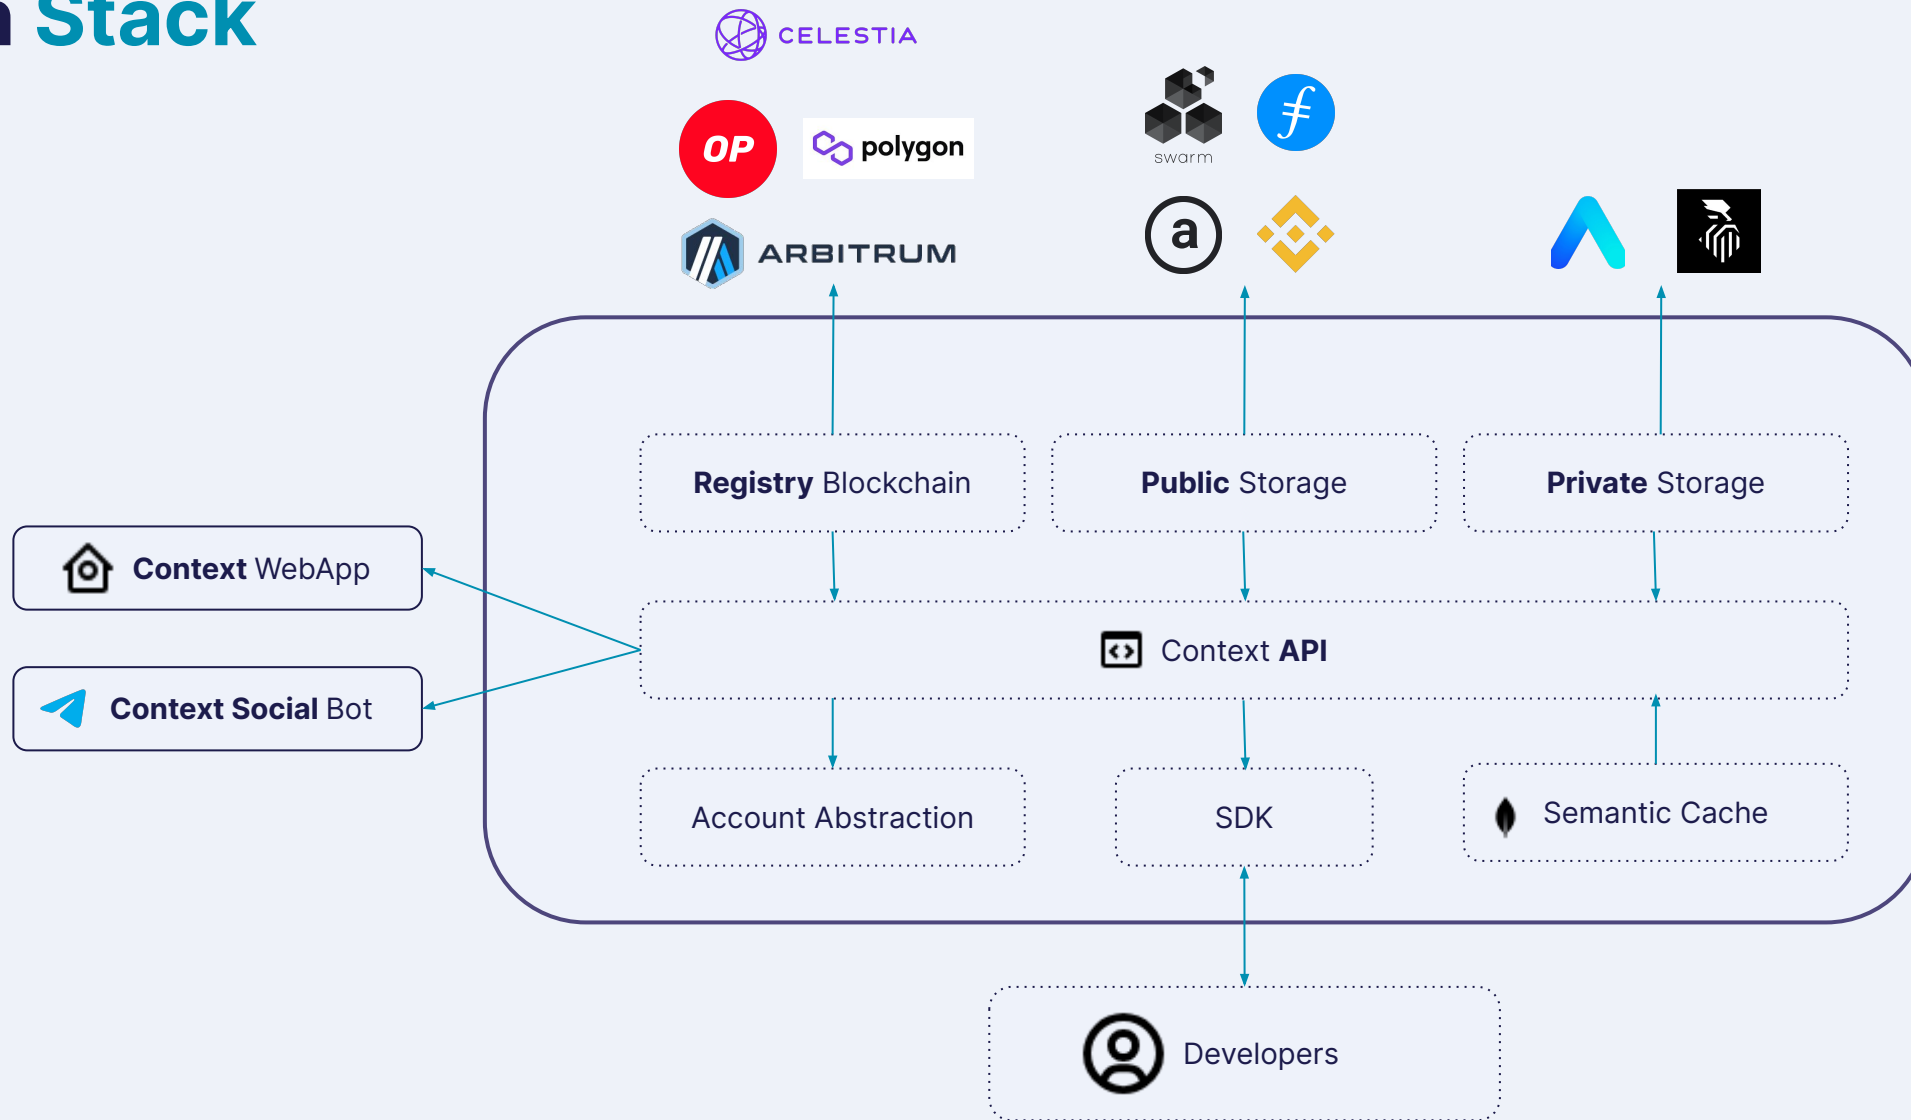 n Stack
CELESTIA
OP
polygon
swarm
a
ARBITRUM
Registry Blockchain
Public Storage
Private Storage
Context WebApp
Context API
Context Social Bot
Account Abstraction
SDK
Semantic Cache
Developers